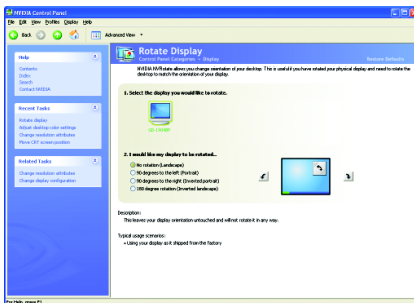 NVIDIA Control Panel
File Edit View Profiles Display Help
Back
Advanced View
Help
Contents
Index
Search
Contact NVIDIA
Recent Tasks
Rotate display
Adjust desktop color settings
Change resolution attributes
Move CRT screen position
Related Tasks
Change resolution attributes
Change display configuration
Rotate Display
Control Panel Categories - Display
Restore Defaults
NVIDIA NVRotate allows you change orientation of your desktop. This is useful if you have rotated your physical display and need to rotate the
desktop to match the orientation of your display.
1. Select the display you would like to rotate.
2. I would like my display to be rotated...
No rotation (Landscape)
90 degrees to the left (Portrait)
90 degrees to the right (Inverted portrait)
180 degree rotation (Inverted landscape)
Description:
This leaves your display orientation untouched and will not rotate it in any way.
Typical usage scenarios:
• Using your display as it shipped from the factory
For Help, press F1